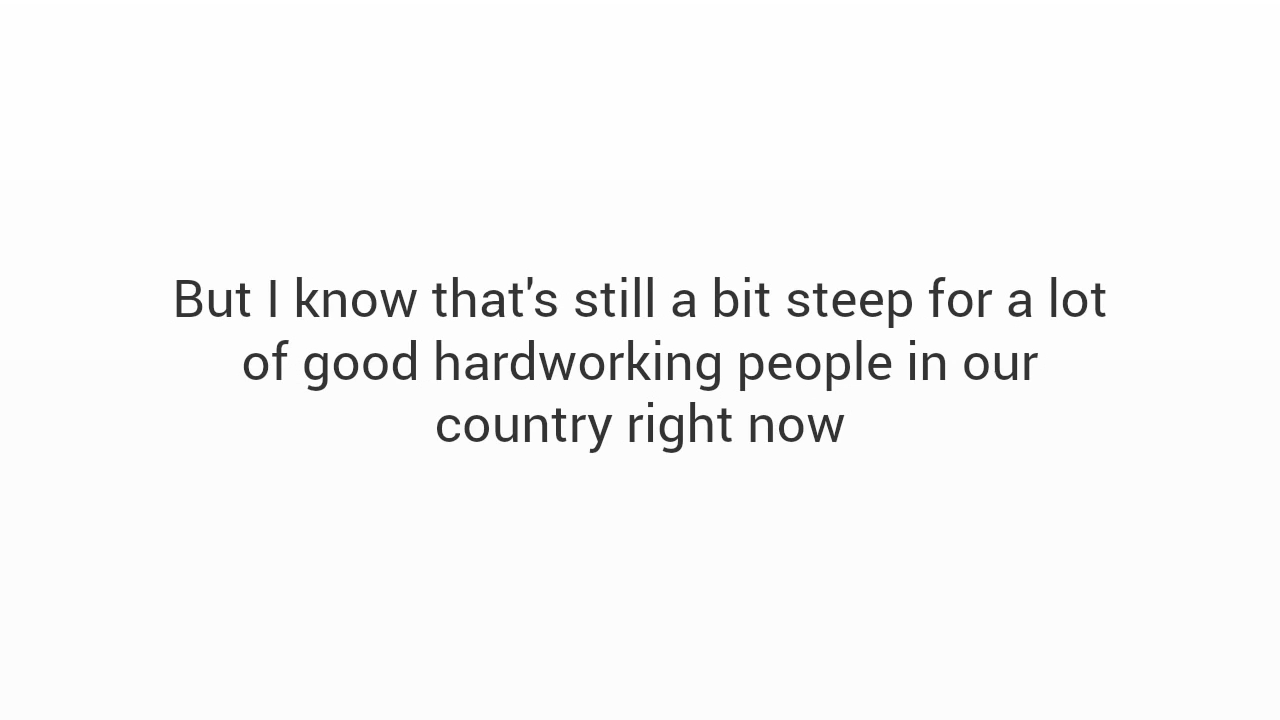 But I know that's still a bit steep for a lot
of good hardworking people in our
country right now